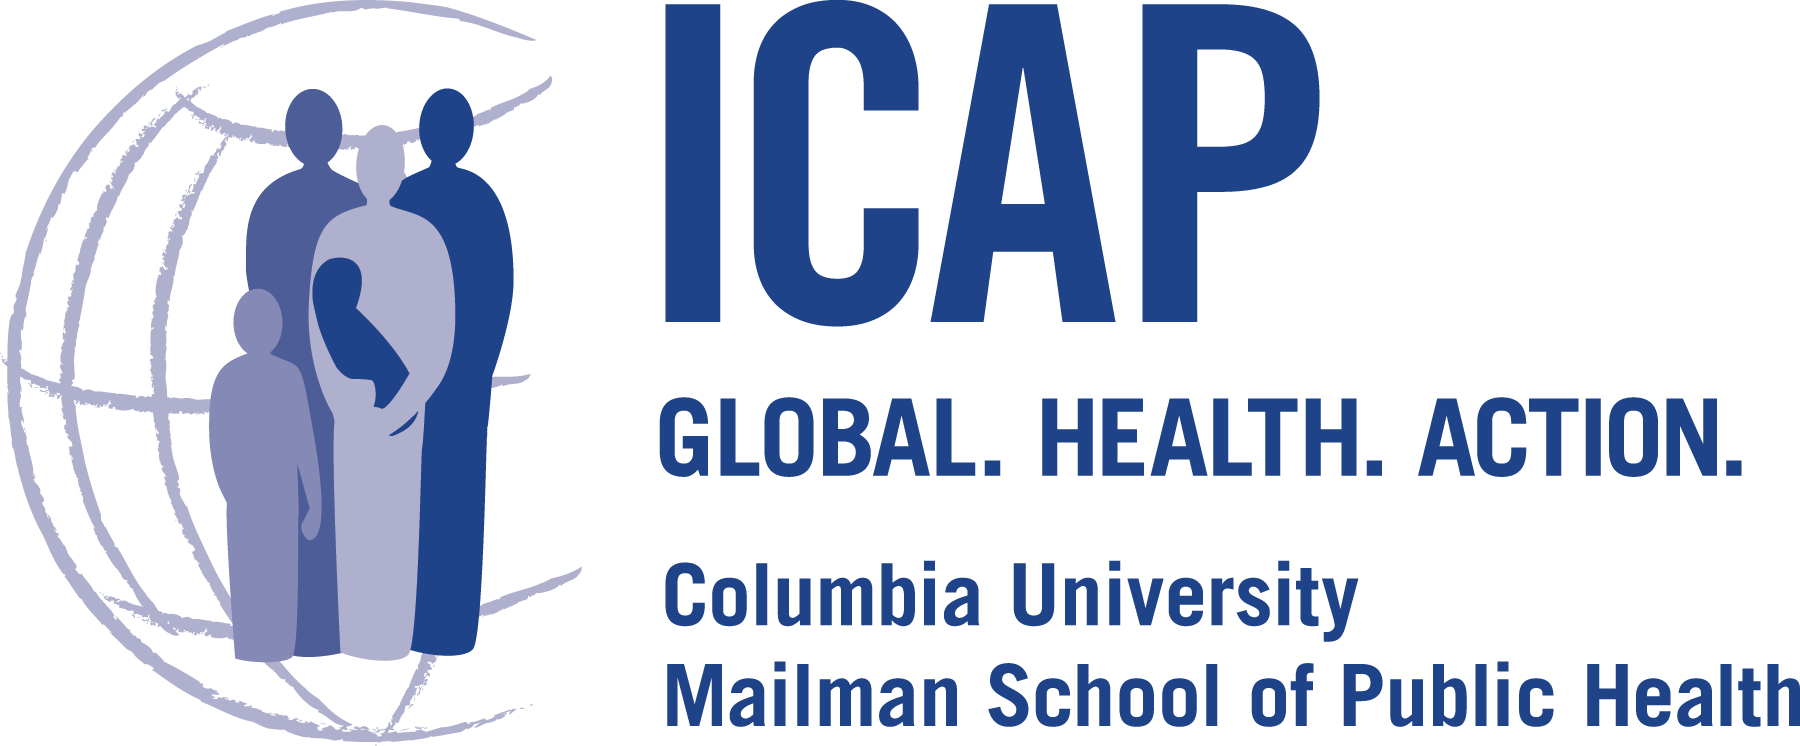 ICAP
GLOBAL. HEALTH. ACTION.
Columbia University
Mailman School of Public Health